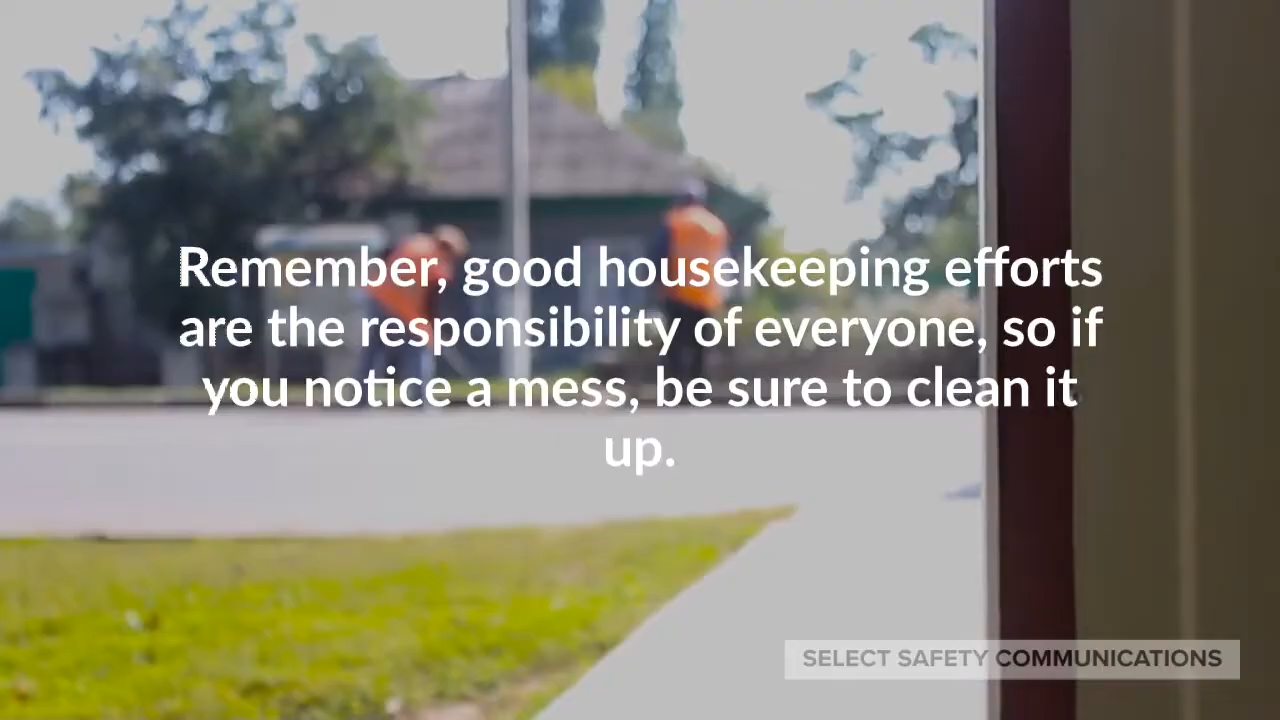 Remember, good housekeeping efforts
are the responsibility of everyone, so if
you notice a mess, be sure to clean it
up.
SELECT SAFETY COMMUNICATIONS